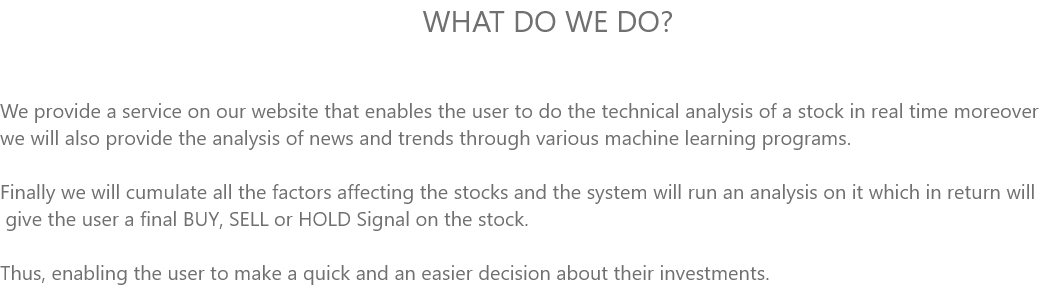 WHAT DO WE DO?
We provide a service on our website that enables the user to do the technical analysis of a stock in real time moreover
we will also provide the analysis of news and trends through various machine learning programs.
Finally we will cumulate all the factors affecting the stocks and the system will run an analysis on it which in return will
give the user a final BUY, SELL or HOLD Signal on the stock.
Thus, enabling the user to make a quick and an easier decision about their investments.